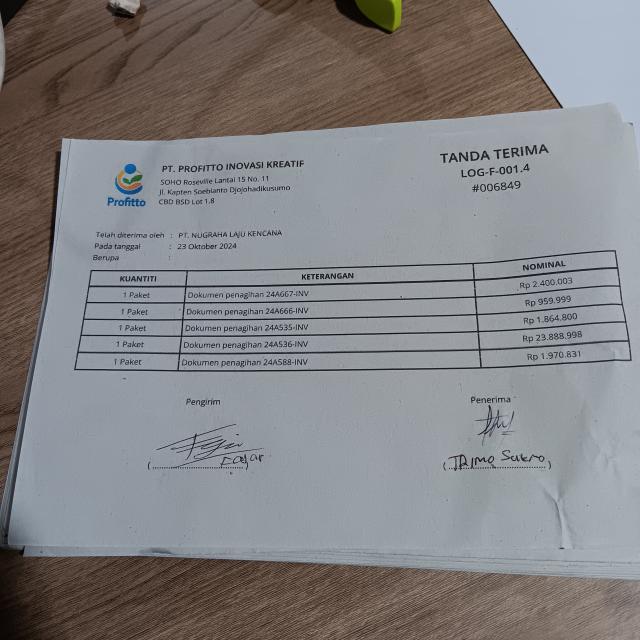 PT. PROFITTO INOVASI KREATIF
SOHO Roseville Lantai 15 No. 11
Jl. Kapten Soebianto Djojohadikusumo
CBD BSD Lot 1.8
Profitto
TANDA TERIMA
LOG-F-001.4
#006849
Telah diterima oleh : PT. NUGRAHA LAJU KENCANA
Pada tanggal : 23 Oktober 2024
Berupa :
KUANTITI KETERANGAN NOMINAL
1 Paket Dokumen penagihan 24A667-INV Rp 2.400.003
1 Paket Dokumen penagihan 24A666-INV Rp 959.999
1 Paket Dokumen penagihan 24A535-INV Rp 1.864.800
1 Paket Dokumen penagihan 24A536-INV Rp 23.888.998
1 Paket Dokumen penagihan 24A588-INV Rp 1.970.831
Pengirim Penerima